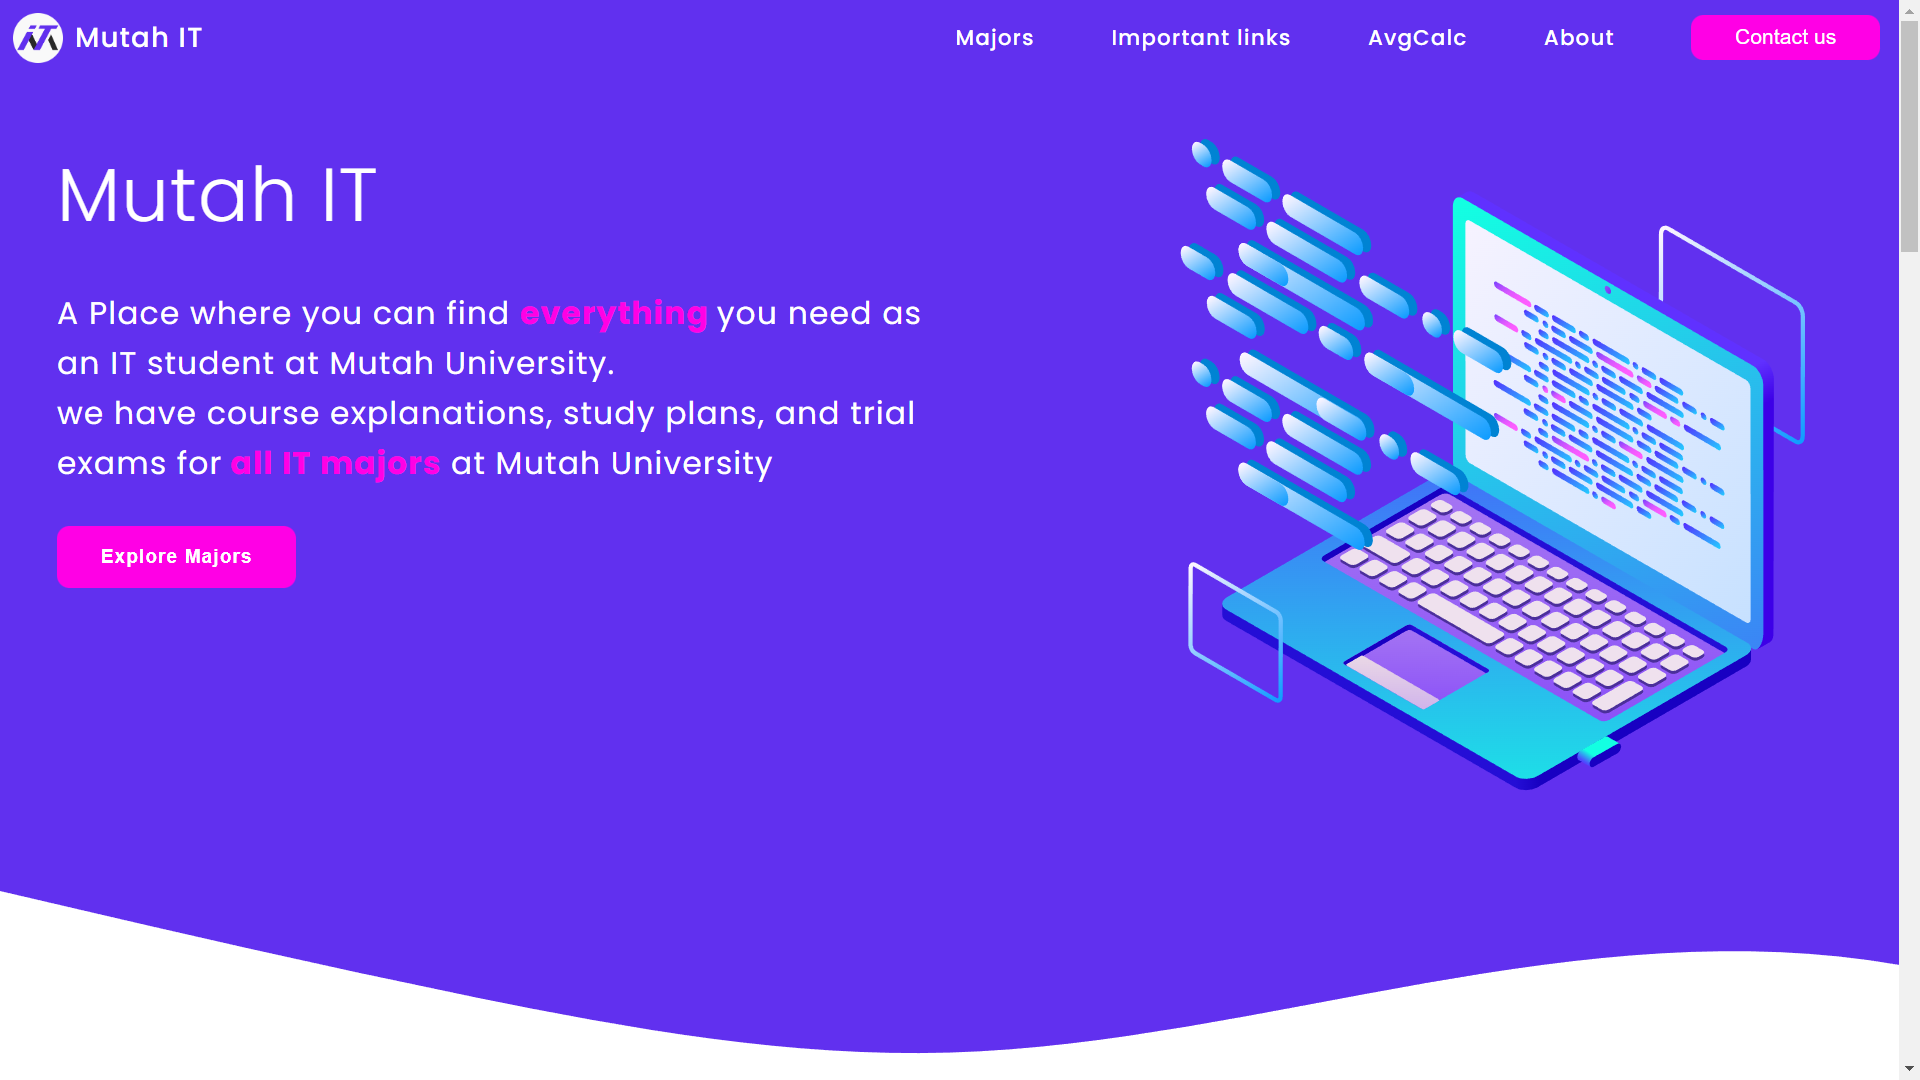 Mutah IT
Majors
Important links
AvgCalc
About
Contact us
Mutah IT
A Place where you can find everything you need as
an IT student at Mutah University.
we have course explanations, study plans, and trial
exams for all IT majors at Mutah University
Explore Majors